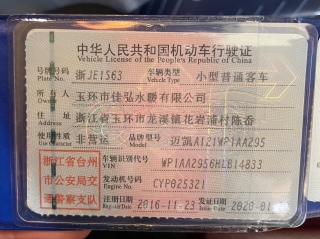 中华人民共和国机动车行驶证
Vehicle License of the People's Republic of China
号牌号码 浙JE1S63 车辆类型 小型普通客车
Plate No. Vehicle Type
所有人 玉环市佳弘水暖有限公司
Owner
住址 浙江省玉环市龙溪镇花岩浦村陈岙
Address
使用性质 非营运 品牌型号 迈凯A121WP1AA295
Use Character Model
浙江省台州
市公安局交
通警察支队
车辆识别代号 WP1AA2956HLB14833
VIN
发动机号码 CYP025321
Engine No.
注册日期 2016-11-23 发证日期 2020-01
Register Date Issue Date